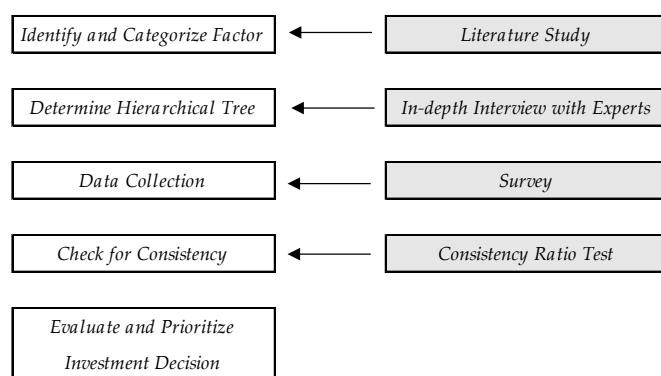 Identify and Categorize Factor
Literature Study
Determine Hierarchical Tree
In-depth Interview with Experts
Data Collection
Survey
Check for Consistency
Consistency Ratio Test
Evaluate and Prioritize
Investment Decision